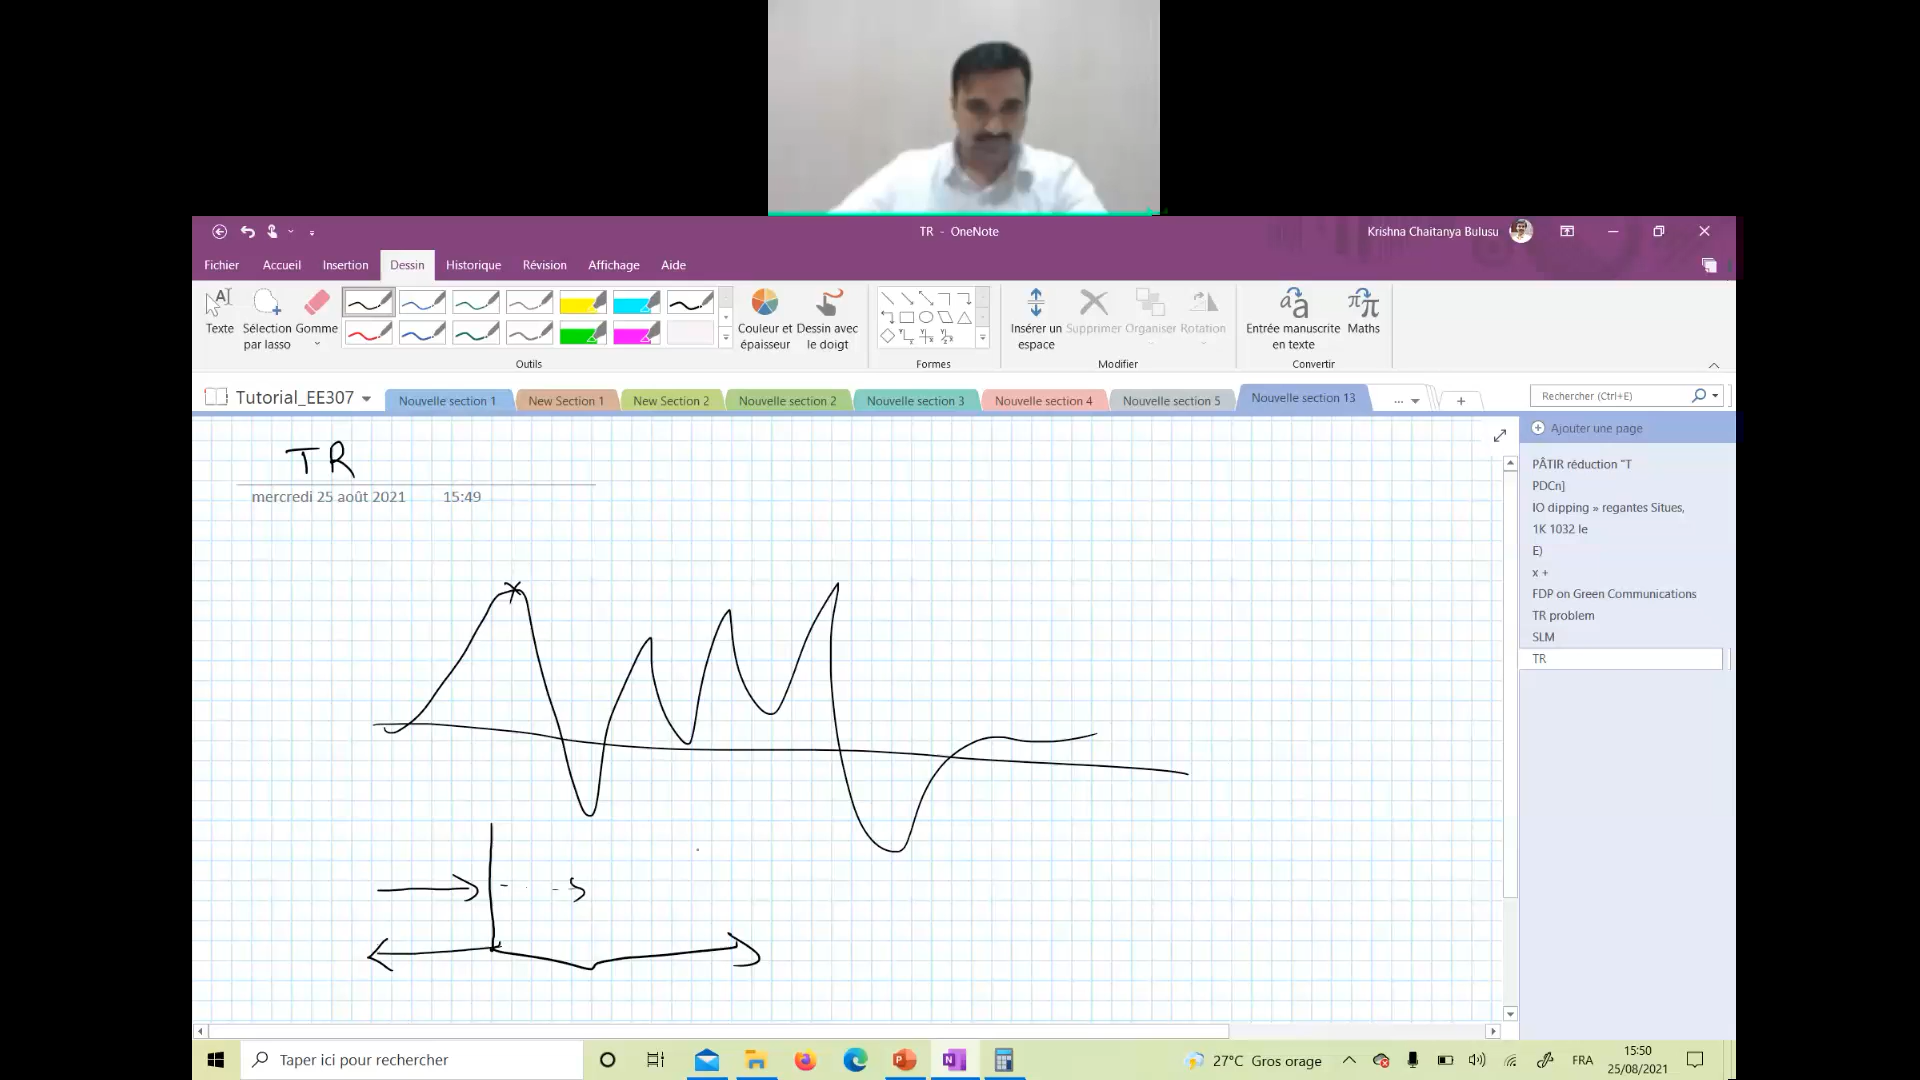 TR - OneNote
Krishna Chaitanya Bulusu
Fichier Accueil Insertion Dessin Historique Révision Affichage Aide
Texte
Sélection par lasso
Gomme
Couleur et épaisseur
Dessin avec le doigt
Insérer un espace
Supprimer
Organiser
Rotation
Entrée manuscrite en texte
Maths
Outils
Formes
Modifier
Convertir
Tutorial_EE307
Nouvelle section 1 New Section 1 New Section 2 Nouvelle section 2 Nouvelle section 3 Nouvelle section 4 Nouvelle section 5 Nouvelle section 13 ...
Rechercher (Ctrl+E)
Ajouter une page
TR
mercredi 25 août 2021 15:49
PÂTIR réduction "T
PDCn]
IO dipping » regantes Situes,
1K 1032 le
E)
x +
FDP on Green Communications
TR problem
SLM
TR
Taper ici pour rechercher
27°C Gros orage
FRA
15:50
25/08/2021